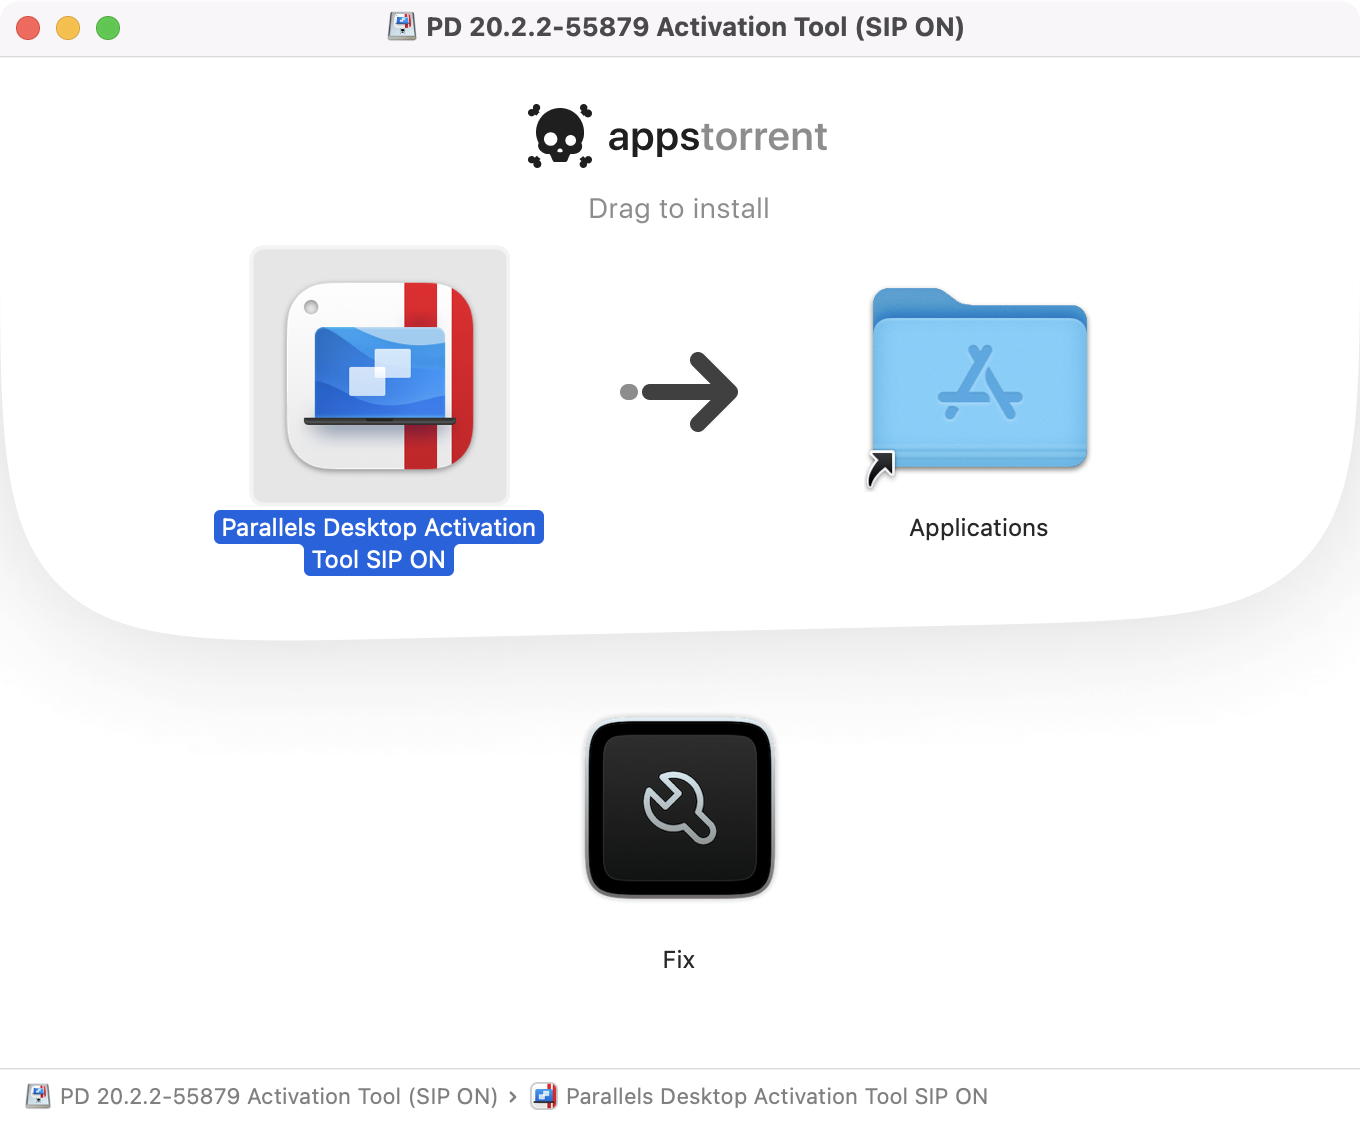 PD 20.2.2-55879 Activation Tool (SIP ON)
appstorrent
Drag to install
Parallels Desktop Activation
Tool SIP ON
Applications
Fix
PD 20.2.2-55879 Activation Tool (SIP ON) › Parallels Desktop Activation Tool SIP ON